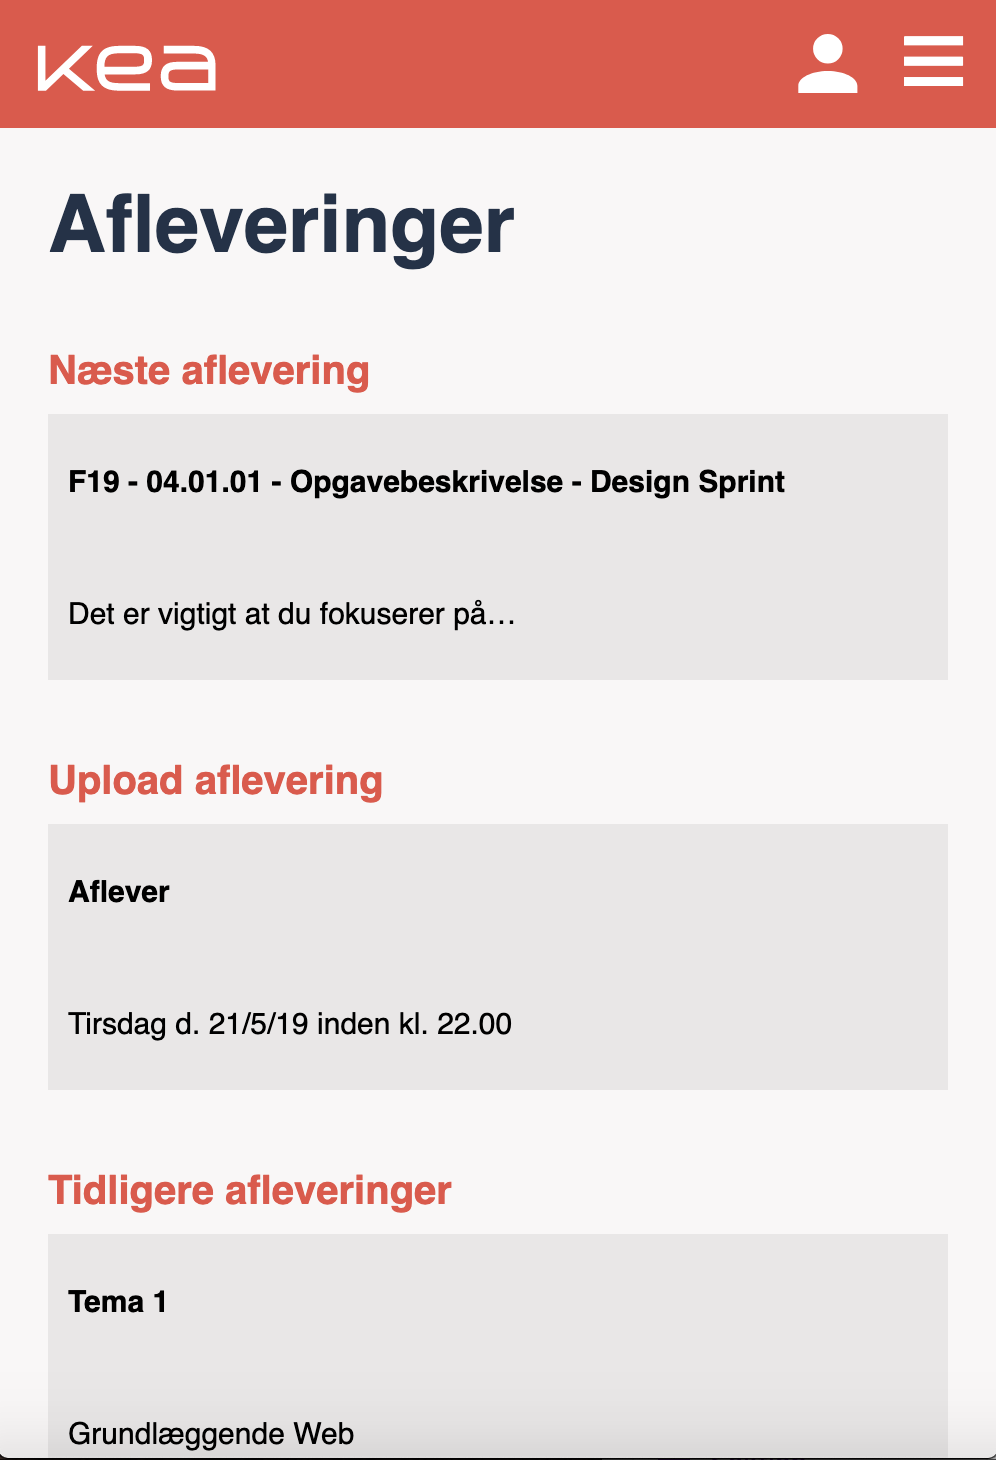 kea
Afleveringer
Næste aflevering
F19 - 04.01.01 - Opgavebeskrivelse - Design Sprint
Det er vigtigt at du fokuserer på…
Upload aflevering
Aflever
Tirsdag d. 21/5/19 inden kl. 22.00
Tidligere afleveringer
Tema 1
Grundlæggende Web